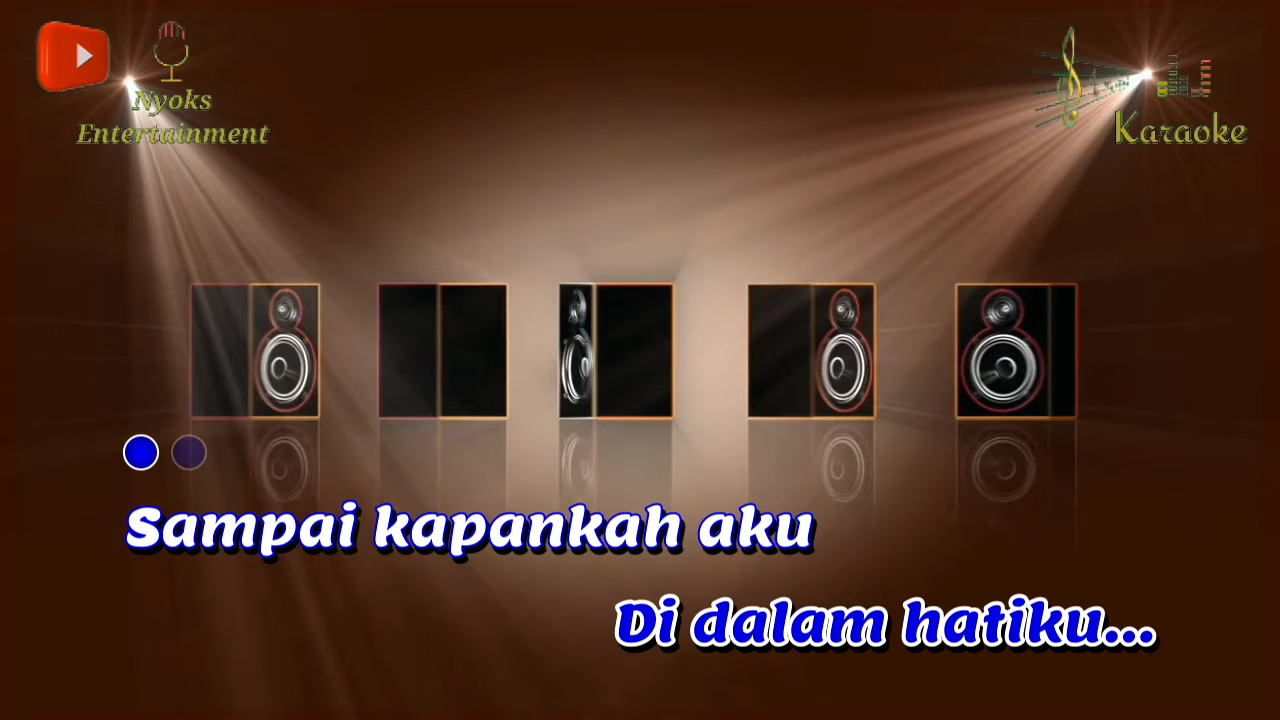 Nyoks
Entertainment
Karaoke
Sampai kapankah aku
Di dalam hatiku...